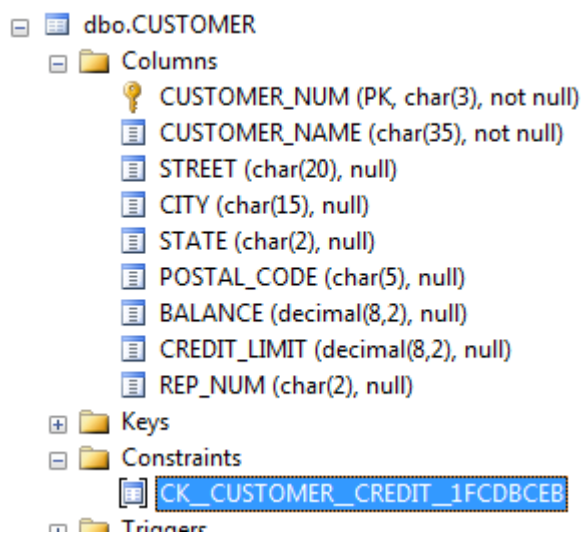 dbo.CUSTOMER
Columns
CUSTOMER_NUM (PK, char(3), not null)
CUSTOMER_NAME (char(35), not null)
STREET (char(20), null)
CITY (char(15), null)
STATE (char(2), null)
POSTAL_CODE (char(5), null)
BALANCE (decimal(8,2), null)
CREDIT_LIMIT (decimal(8,2), null)
REP_NUM (char(2), null)
Keys
Constraints
CK__CUSTOMER__CREDIT__1FCDBCEB
Triggers